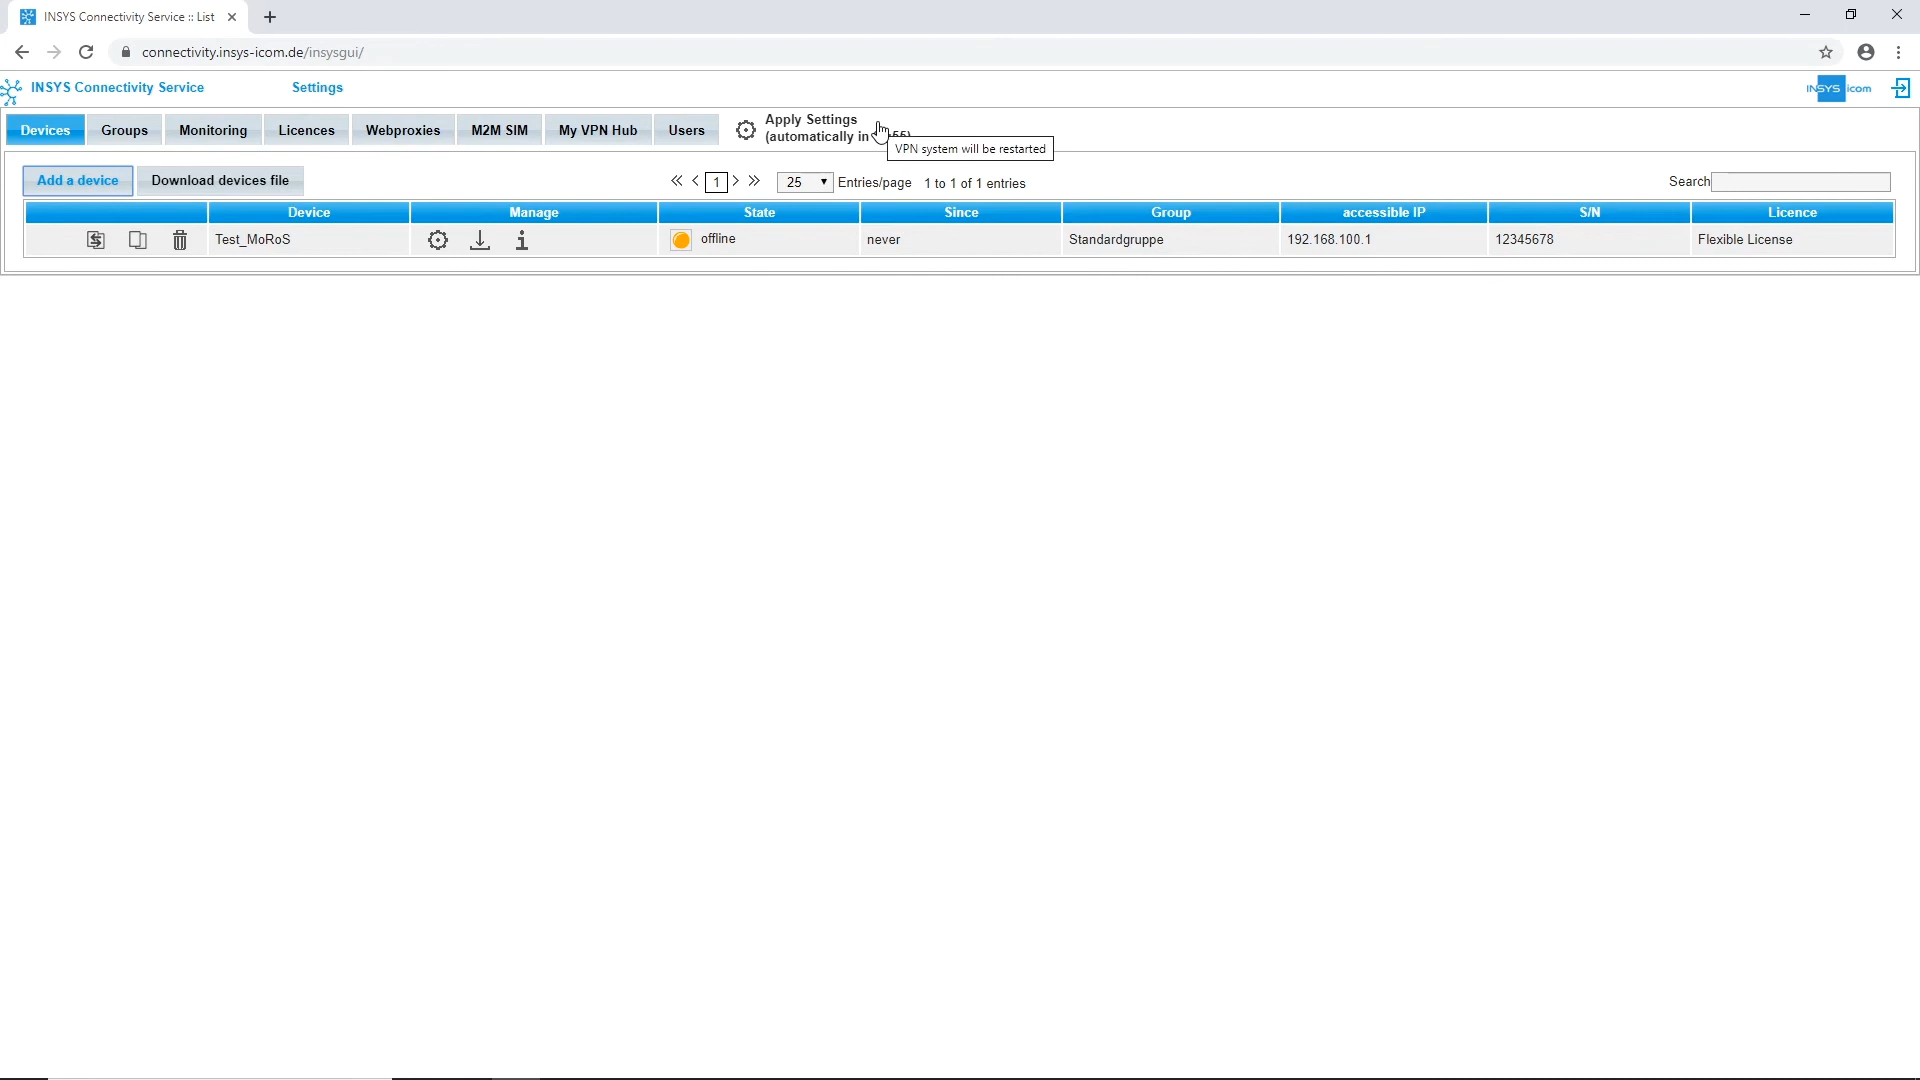 INSYS Connectivity Service :: List
connectivity.insys-icom.de/insysgui/
INSYS Connectivity Service Settings INSYS icom
Devices Groups Monitoring Licences Webproxies M2M SIM My VPN Hub Users Apply Settings
(automatically in
VPN system will be restarted
Add a device Download devices file 1 25 Entries/page 1 to 1 of 1 entries Search
Device Manage State Since Group accessible IP S/N Licence
Test_MoRoS offline never Standardgruppe 192.168.100.1 12345678 Flexible License